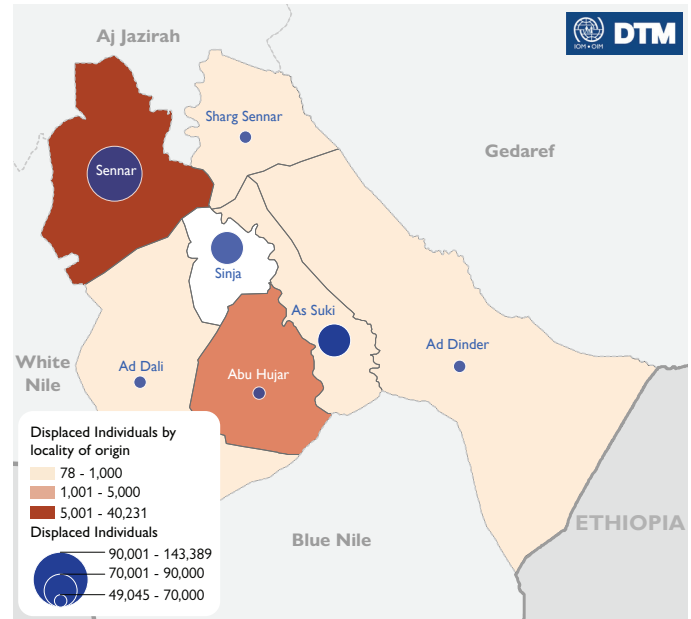 Aj Jazirah
IOM • OIM
DTM
Sharg Sennar
Gedaref
Sennar
Sinja
As Suki
Ad Dinder
White
Nile
Ad Dali
Abu Hujar
Displaced Individuals by
locality of origin
78 - 1,000
1,001 - 5,000
5,001 - 40,231
Displaced Individuals
90,001 - 143,389
70,001 - 90,000
49,045 - 70,000
ETHIOPIA
Blue Nile